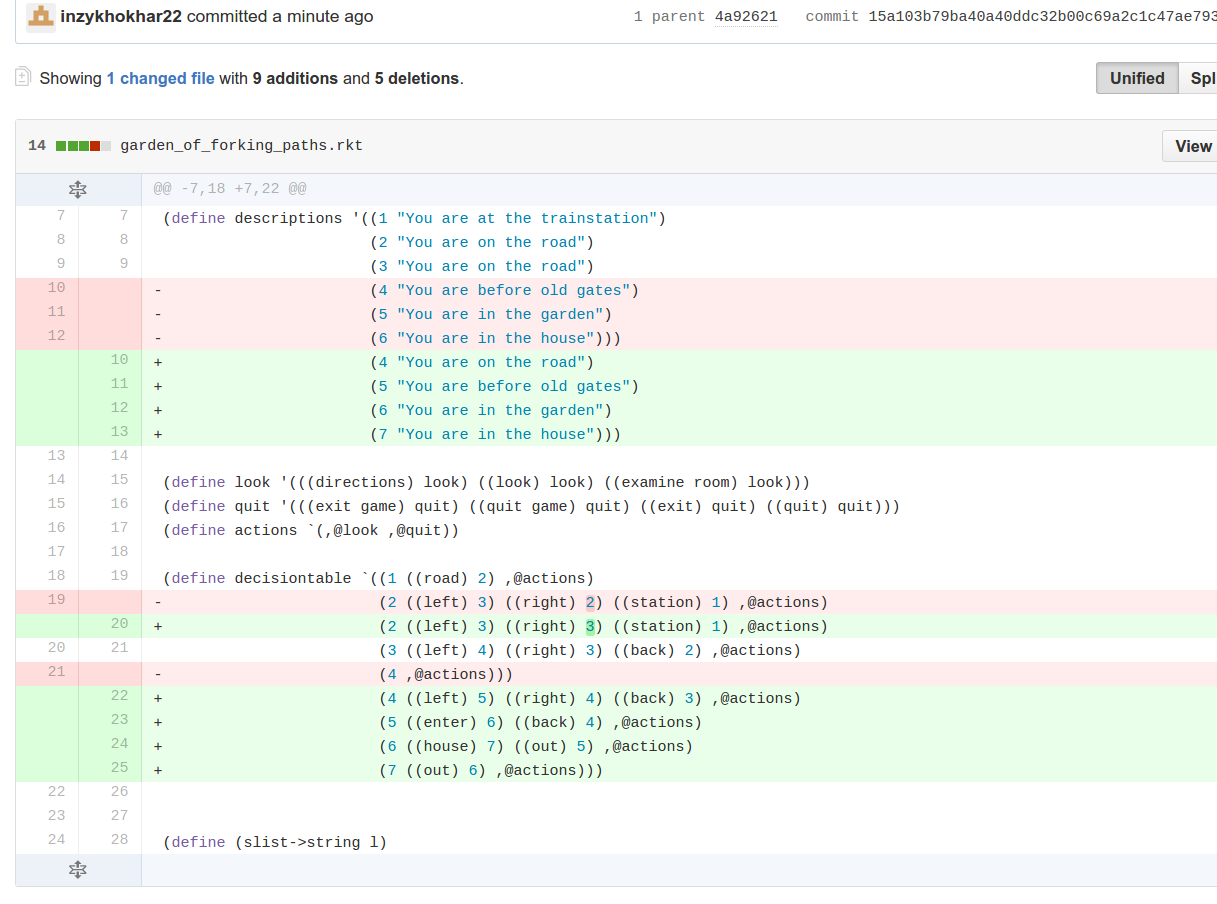 inzykhokhar22 committed a minute ago 1 parent 4a92621 commit 15a103b79ba40a40ddc32b00c69a2c1c47ae793
Showing 1 changed file with 9 additions and 5 deletions. Unified Spl
14 garden_of_forking_paths.rkt View
@@ -7,18 +7,22 @@
7 7 (define descriptions '((1 "You are at the trainstation")
8 8 (2 "You are on the road")
9 9 (3 "You are on the road")
10 - (4 "You are before old gates")
11 - (5 "You are in the garden")
12 - (6 "You are in the house")))
10 + (4 "You are on the road")
11 + (5 "You are before old gates")
12 + (6 "You are in the garden")
13 + (7 "You are in the house")))
13 14
14 15 (define look '(((directions) look) ((look) look) ((examine room) look)))
15 16 (define quit '(((exit game) quit) ((quit game) quit) ((exit) quit) ((quit) quit)))
16 17 (define actions `(,@look ,@quit))
17 18
18 19 (define decisiontable `((1 ((road) 2) ,@actions)
19 - (2 ((left) 3) ((right) 2) ((station) 1) ,@actions)
20 + (2 ((left) 3) ((right) 3) ((station) 1) ,@actions)
20 21 (3 ((left) 4) ((right) 3) ((back) 2) ,@actions)
21 - (4 ,@actions)))
22 + (4 ((left) 5) ((right) 4) ((back) 3) ,@actions)
23 + (5 ((enter) 6) ((back) 4) ,@actions)
24 + (6 ((house) 7) ((out) 5) ,@actions)
25 + (7 ((out) 6) ,@actions)))
22 26
23 27
24 28 (define (slist->string l)